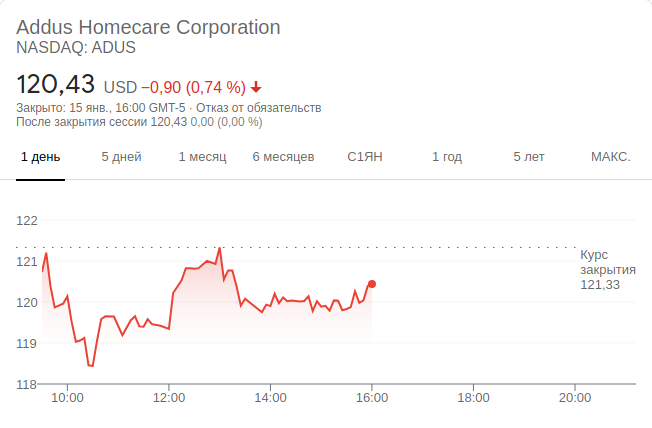 Addus Homecare Corporation
NASDAQ: ADUS
120,43 USD −0,90 (0,74 %)
Закрыто: 15 янв., 16:00 GMT-5 · Отказ от обязательств
После закрытия сессии 120,43 0,00 (0,00 %)
1 день 5 дней 1 месяц 6 месяцев С1ЯН 1 год 5 лет МАКС.
122
121
120
119
118
Курс
закрытия
121,33
10:00 12:00 14:00 16:00 18:00 20:00